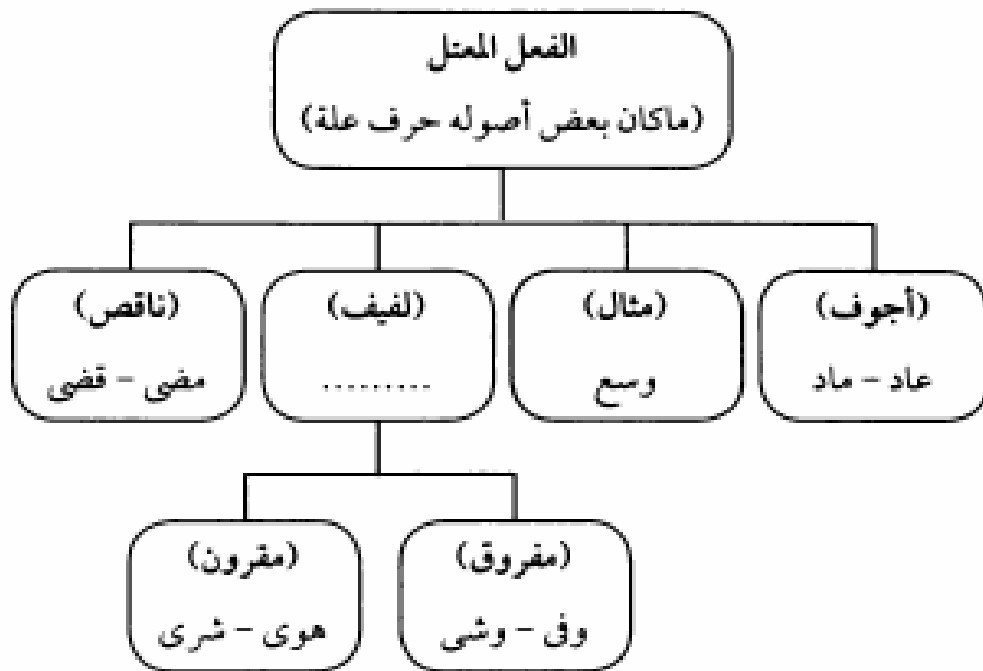 الفعل المعتل
(ماكان بعض أصوله حرف علة)
(أجوف)
عاد – ماد
(مثال)
وسع
(لفيف)
.........
(ناقص)
مضى – قضى
(مفروق)
وفى – وشى
(مقرون)
هوى – شرى